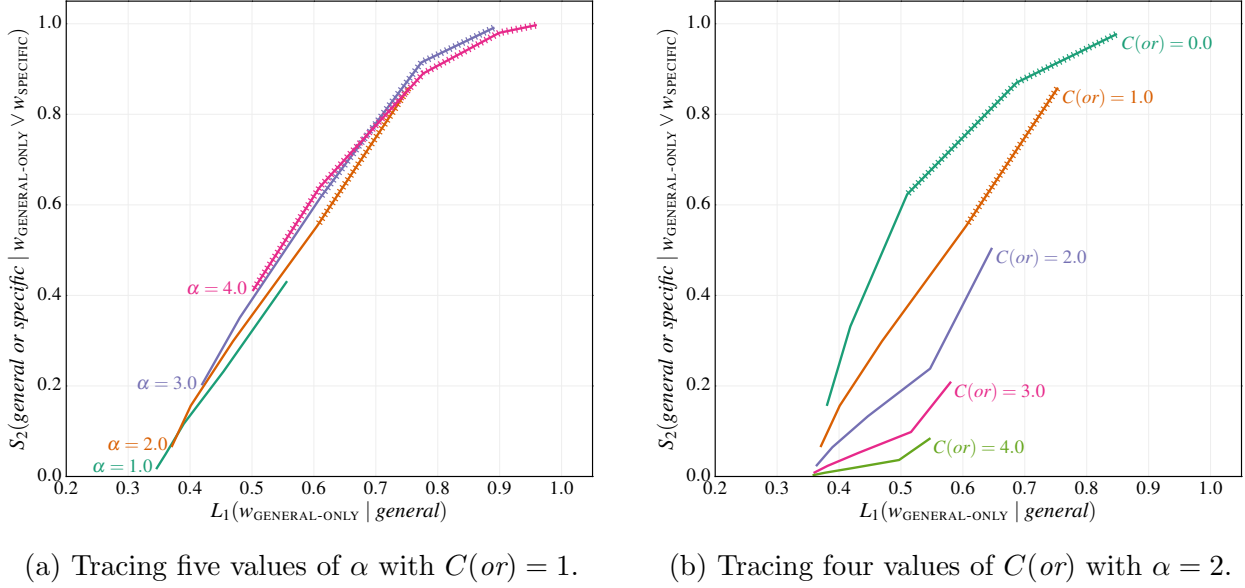 1.0
0.8
0.6
0.4
0.2
0.0
S₂(general or specific | w_GENERAL-ONLY ∨ w_SPECIFIC)
α = 4.0
α = 3.0
α = 2.0
α = 1.0
0.2 0.3 0.4 0.5 0.6 0.7 0.8 0.9 1.0
L₁(w_GENERAL-ONLY | general)
(a) Tracing five values of α with C(or) = 1.
1.0
0.8
0.6
0.4
0.2
0.0
S₂(general or specific | w_GENERAL-ONLY ∨ w_SPECIFIC)
C(or) = 0.0
C(or) = 1.0
C(or) = 2.0
C(or) = 3.0
C(or) = 4.0
0.2 0.3 0.4 0.5 0.6 0.7 0.8 0.9 1.0
L₁(w_GENERAL-ONLY | general)
(b) Tracing four values of C(or) with α = 2.